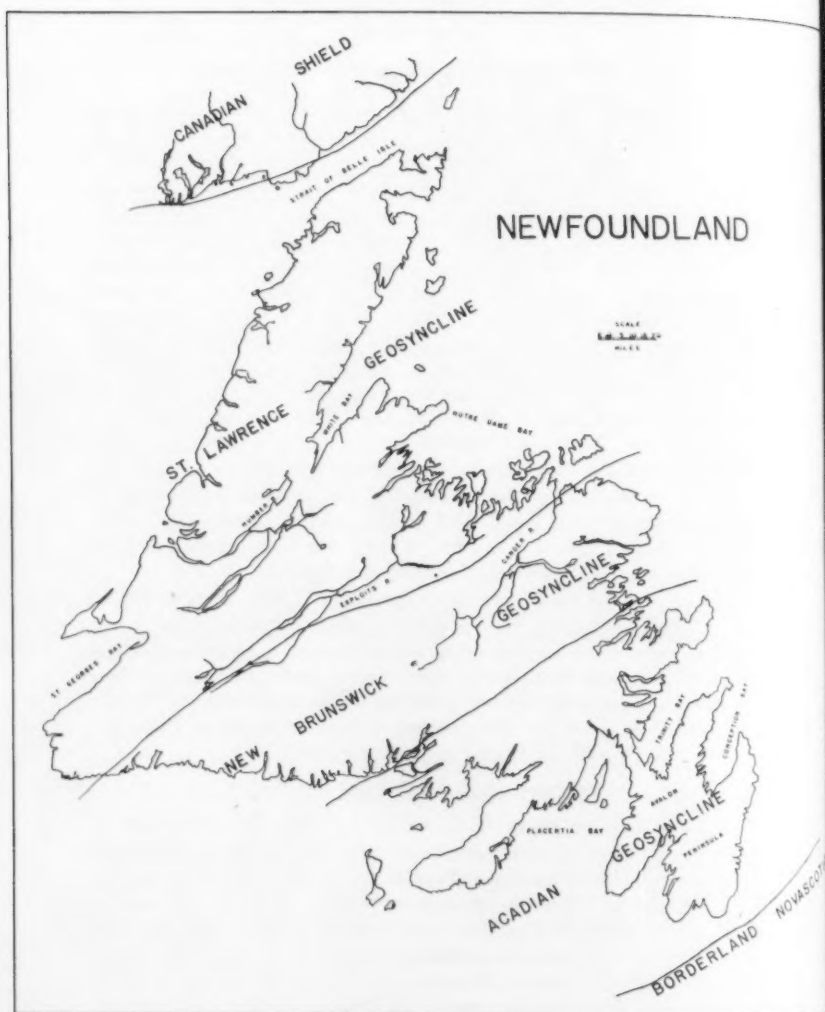 CANADIAN SHIELD
STRAIT OF BELLE ISLE
NEWFOUNDLAND
SCALE
MILES
ST. LAWRENCE GEOSYNCLINE
WHITE BAY
NOTRE DAME BAY
HUMBER
EXPLOITS R.
GANDER R.
ST GEORGES BAY
NEW BRUNSWICK GEOSYNCLINE
TRINITY BAY
CONCEPTION BAY
PLACENTIA BAY
AVALON
PENINSULA
ACADIAN GEOSYNCLINE
BORDERLAND NOVASCOTI